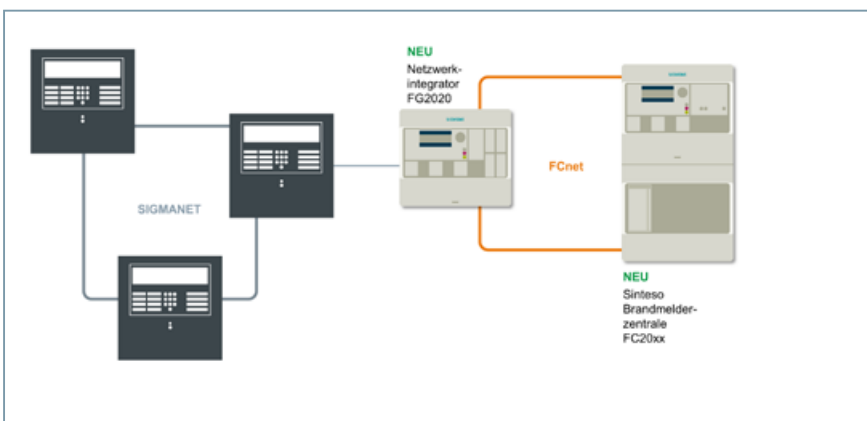 NEU
Netzwerk-
integrator
FG2020
SIGMANET
FCnet
NEU
Sinteso
Brandmelder-
zentrale
FC20xx